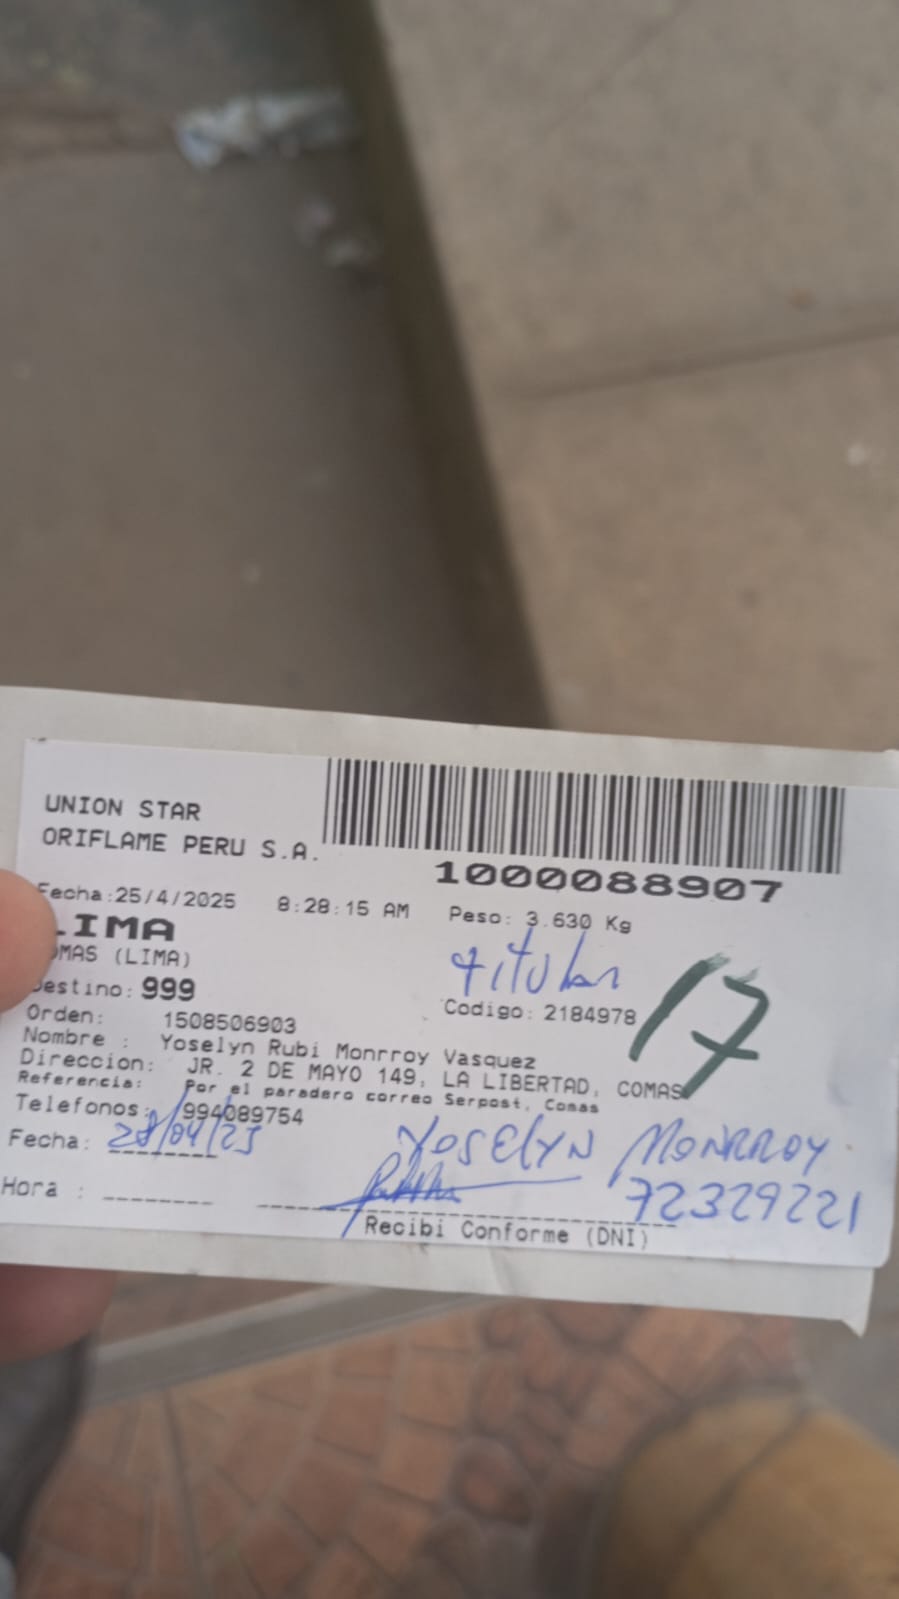 UNION STAR
ORIFLAME PERU S.A.
1000088907
Fecha:25/4/2025 8:28:15 AM Peso: 3.630 Kg
LIMA
OMAS (LIMA)
titular
Destino: 999
17
Orden: 1508506903 Codigo: 2184978
Nombre : Yoselyn Rubi Monrroy Vasquez
Direccion: JR. 2 DE MAYO 149, LA LIBERTAD, COMAS
Referencia: Por el paradero correo Serpost, Comas
Telefonos: 994089754
Fecha: 28/04/25 Yoselyn Monrroy
Hora : 72329221
Recibi Conforme (DNI)